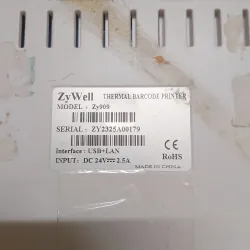 ZyWell THERMAL BARCODE PRINTER
MODEL : Zy909
SERIAL: ZY2325A00179
Interface : USB+LAN
INPUT: DC 24V 2.5A
CE
RoHS
MADE IN CHINA